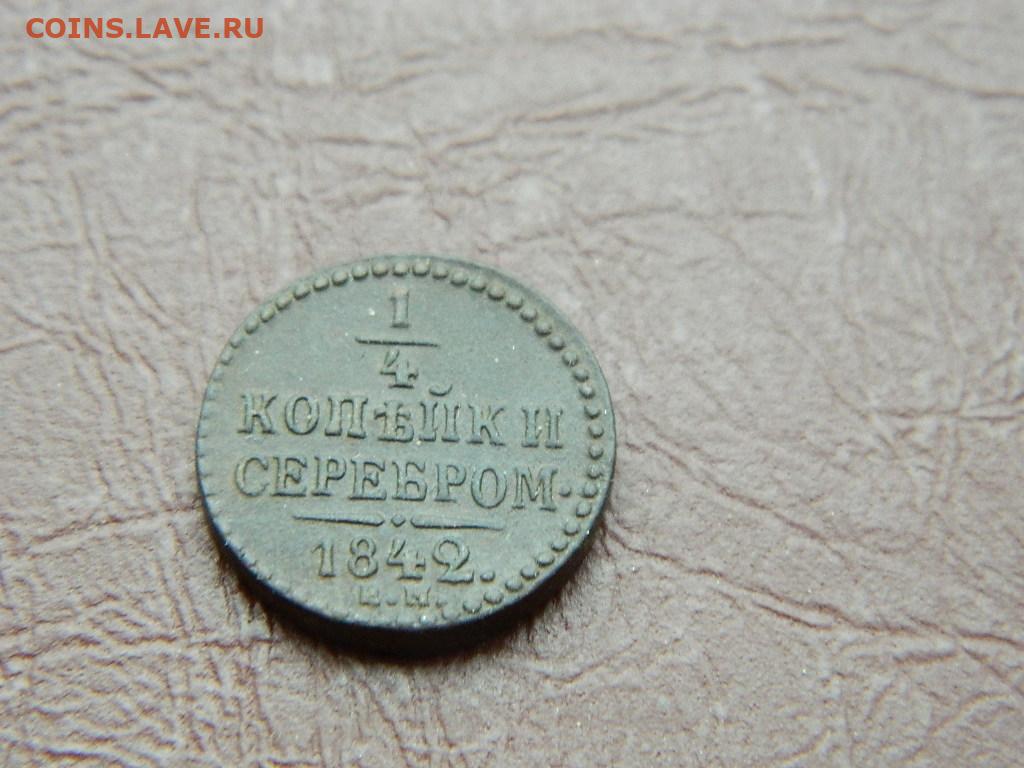 COINS.LAVE.RU
1
4
КОПѢЙКИ
СЕРЕБРОМ.
1842.
Е.М.